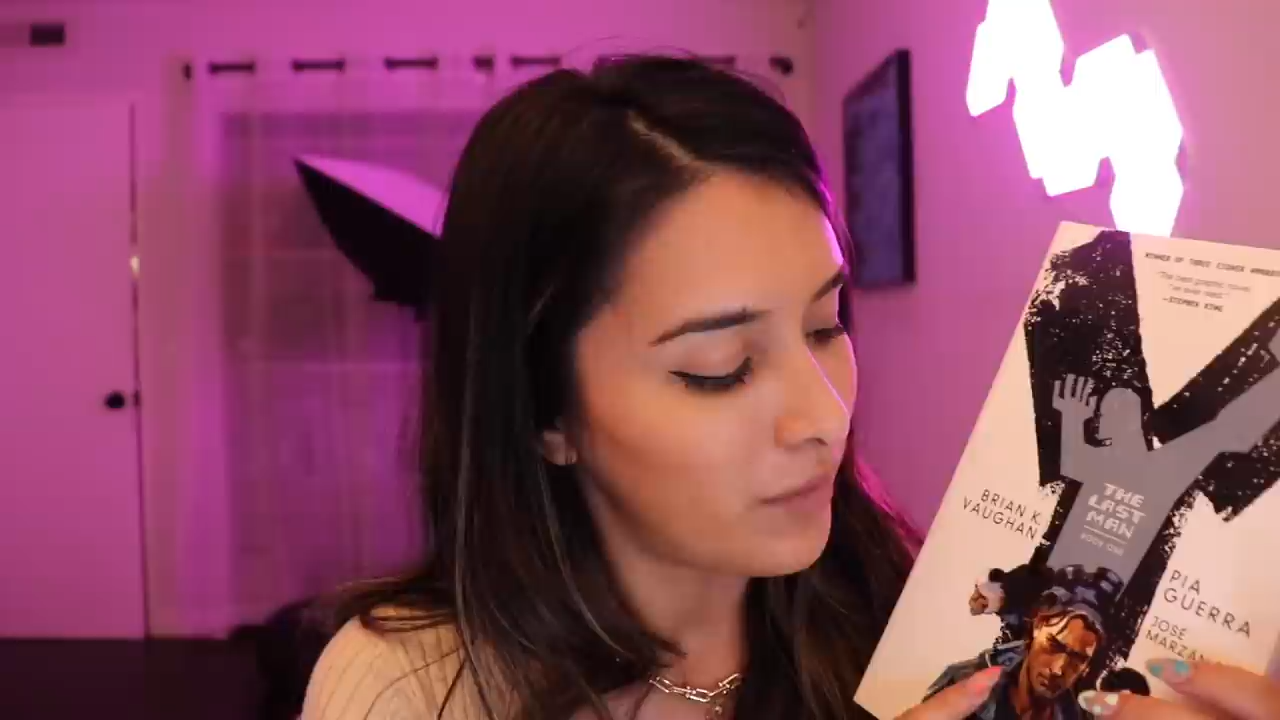 WINNER OF THREE EISNER AWARDS
"The best graphic novel
I've ever read."
—STEPHEN KING
Y
THE
LAST
MAN
BOOK ONE
BRIAN K.
VAUGHAN
PIA
GUERRA
JOSÉ
MARZAN